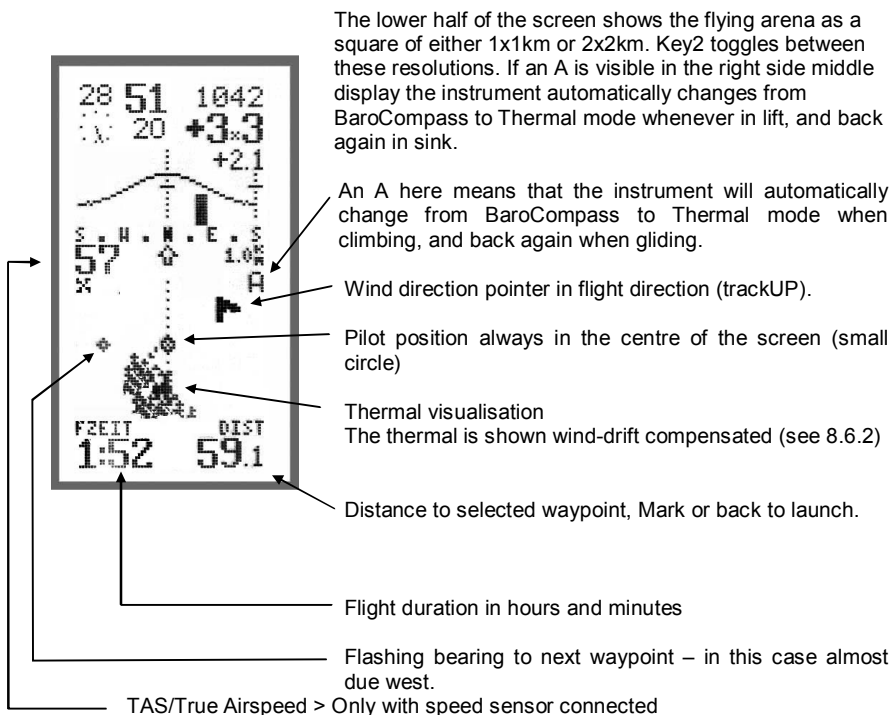 The lower half of the screen shows the flying arena as a
square of either 1x1km or 2x2km. Key2 toggles between
these resolutions. If an A is visible in the right side middle
display the instrument automatically changes from
BaroCompass to Thermal mode whenever in lift, and back
again in sink.
28 51 1042
20 +3.3
+2.1
An A here means that the instrument will automatically
change from BaroCompass to Thermal mode when
climbing, and back again when gliding.
S . W . N . E . S
57 1.0
A
Wind direction pointer in flight direction (trackUP).
Pilot position always in the centre of the screen (small
circle)
Thermal visualisation
The thermal is shown wind-drift compensated (see 8.6.2)
FZEIT DIST
1:52 59.1
Distance to selected waypoint, Mark or back to launch.
Flight duration in hours and minutes
Flashing bearing to next waypoint – in this case almost
due west.
TAS/True Airspeed > Only with speed sensor connected